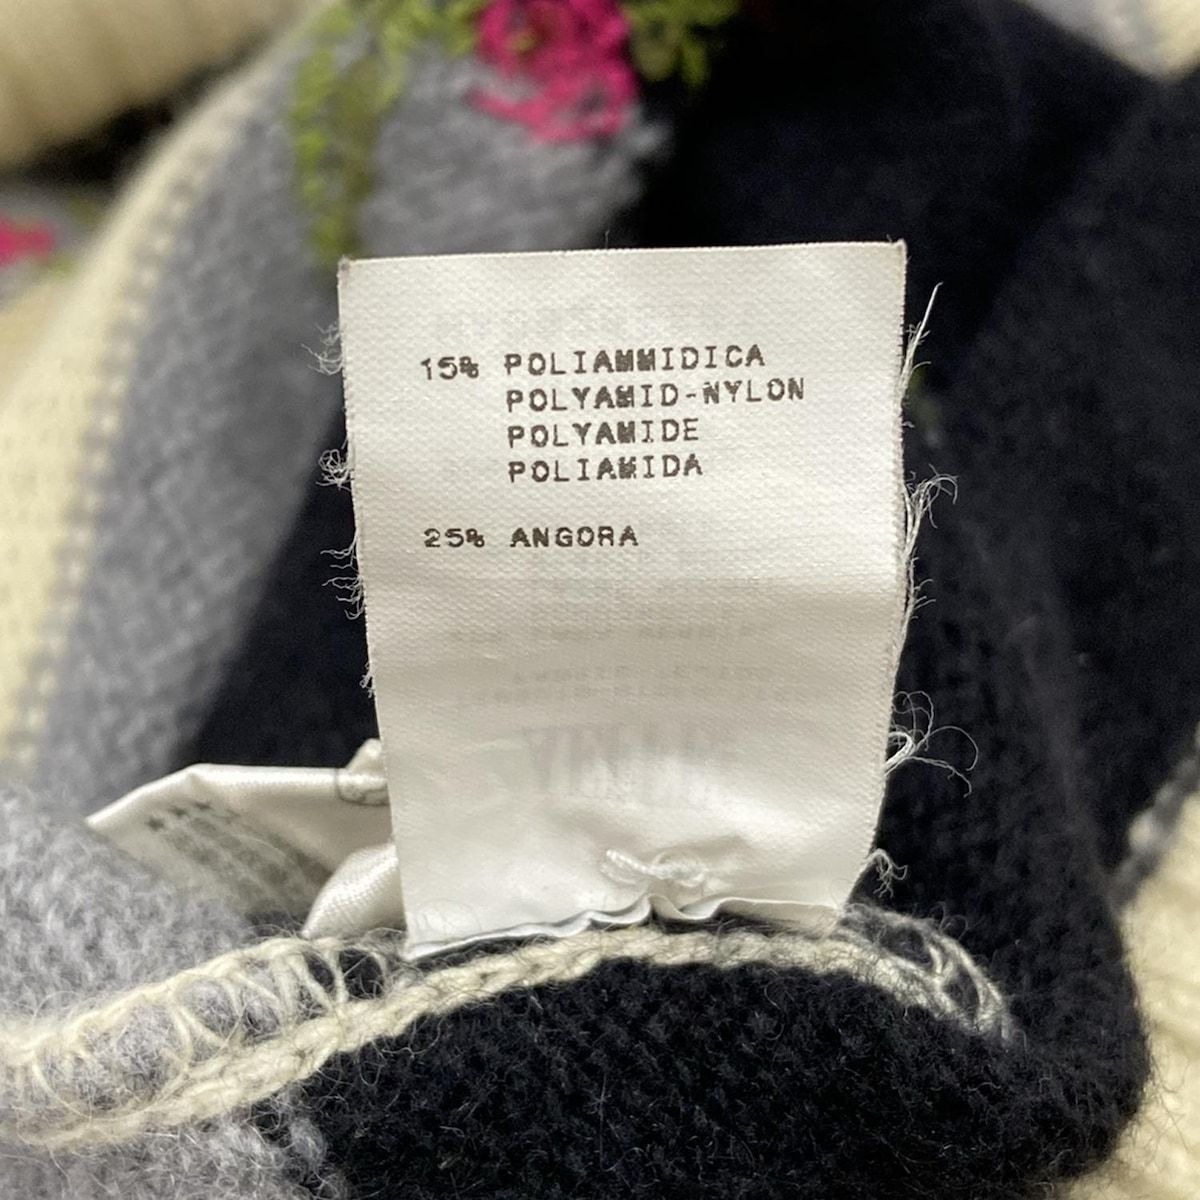 15% POLIAMMIDICA
POLYAMID-NYLON
POLYAMIDE
POLIAMIDA
25% ANGORA